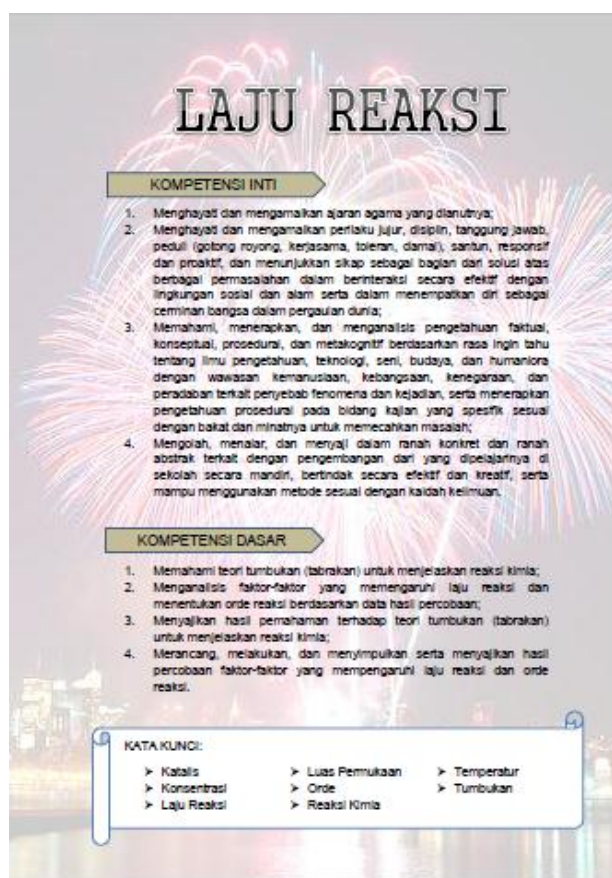 LAJU REAKSI
KOMPETENSI INTI
1. Menghayati dan mengamalkan ajaran agama yang dianutnya;
2. Menghayati dan mengamalkan perilaku jujur, disiplin, tanggung jawab,
peduli (gotong royong, kerjasama, toleran, damai), santun, responsif
dan proaktif, dan menunjukkan sikap sebagai bagian dari solusi atas
berbagai permasalahan dalam berinteraksi secara efektif dengan
lingkungan sosial dan alam serta dalam menempatkan diri sebagai
cerminan bangsa dalam pergaulan dunia;
3. Memahami, menerapkan, dan menganalisis pengetahuan faktual,
konseptual, prosedural, dan metakognitif berdasarkan rasa ingin tahu
tentang ilmu pengetahuan, teknologi, seni, budaya, dan humaniora
dengan wawasan kemanusiaan, kebangsaan, kenegaraan, dan
peradaban terkait penyebab fenomena dan kejadian, serta menerapkan
pengetahuan prosedural pada bidang kajian yang spesifik sesuai
dengan bakat dan minatnya untuk memecahkan masalah;
4. Mengolah, menalar, dan menyaji dalam ranah konkret dan ranah
abstrak terkait dengan pengembangan dari yang dipelajarinya di
sekolah secara mandiri, bertindak secara efektif dan kreatif, serta
mampu menggunakan metode sesuai dengan kaidah keilmuan.
KOMPETENSI DASAR
1. Memahami teori tumbukan (tabrakan) untuk menjelaskan reaksi kimia;
2. Menganalisis faktor-faktor yang memengaruhi laju reaksi dan
menentukan orde reaksi berdasarkan data hasil percobaan;
3. Menyajikan hasil pemahaman terhadap teori tumbukan (tabrakan)
untuk menjelaskan reaksi kimia;
4. Merancang, melakukan, dan menyimpulkan serta menyajikan hasil
percobaan faktor-faktor yang mempengaruhi laju reaksi dan orde
reaksi.
KATA KUNCI:
➢ Katalis ➢ Luas Permukaan ➢ Temperatur
➢ Konsentrasi ➢ Orde ➢ Tumbukan
➢ Laju Reaksi ➢ Reaksi Kimia